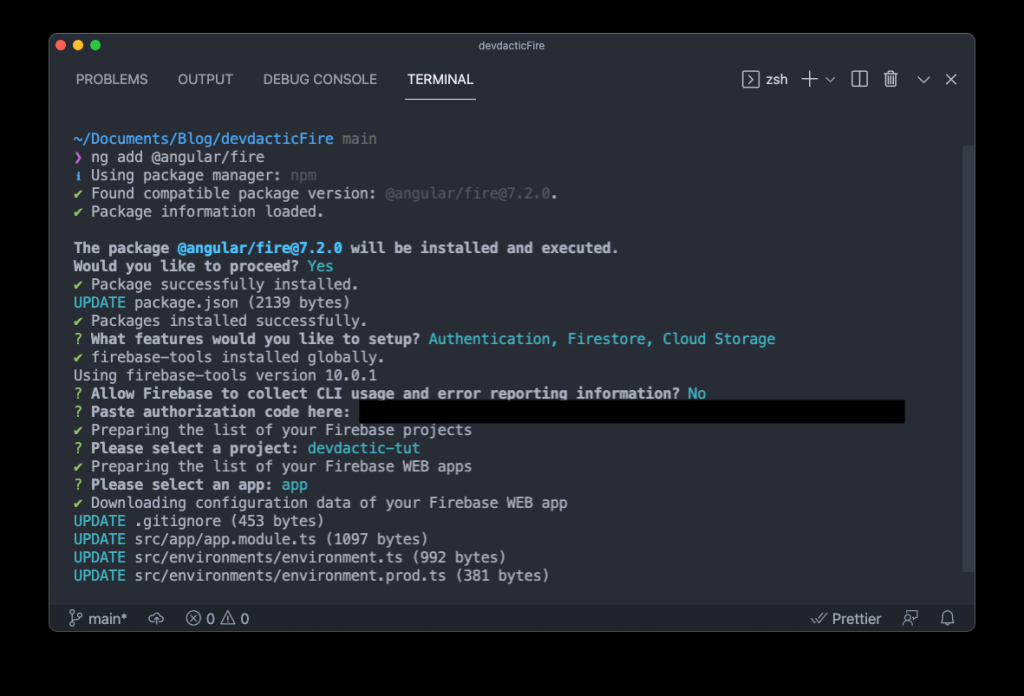 devdacticFire
PROBLEMS OUTPUT DEBUG CONSOLE TERMINAL zsh
~/Documents/Blog/devdacticFire main
❯ ng add @angular/fire
ℹ Using package manager: npm
✔ Found compatible package version: @angular/fire@7.2.0.
✔ Package information loaded.
The package @angular/fire@7.2.0 will be installed and executed.
Would you like to proceed? Yes
✔ Package successfully installed.
UPDATE package.json (2139 bytes)
✔ Packages installed successfully.
? What features would you like to setup? Authentication, Firestore, Cloud Storage
✔ firebase-tools installed globally.
Using firebase-tools version 10.0.1
? Allow Firebase to collect CLI usage and error reporting information? No
? Paste authorization code here:
✔ Preparing the list of your Firebase projects
? Please select a project: devdactic-tut
✔ Preparing the list of your Firebase WEB apps
? Please select an app: app
✔ Downloading configuration data of your Firebase WEB app
UPDATE .gitignore (453 bytes)
UPDATE src/app/app.module.ts (1097 bytes)
UPDATE src/environments/environment.ts (992 bytes)
UPDATE src/environments/environment.prod.ts (381 bytes)
main* 0 0 Prettier